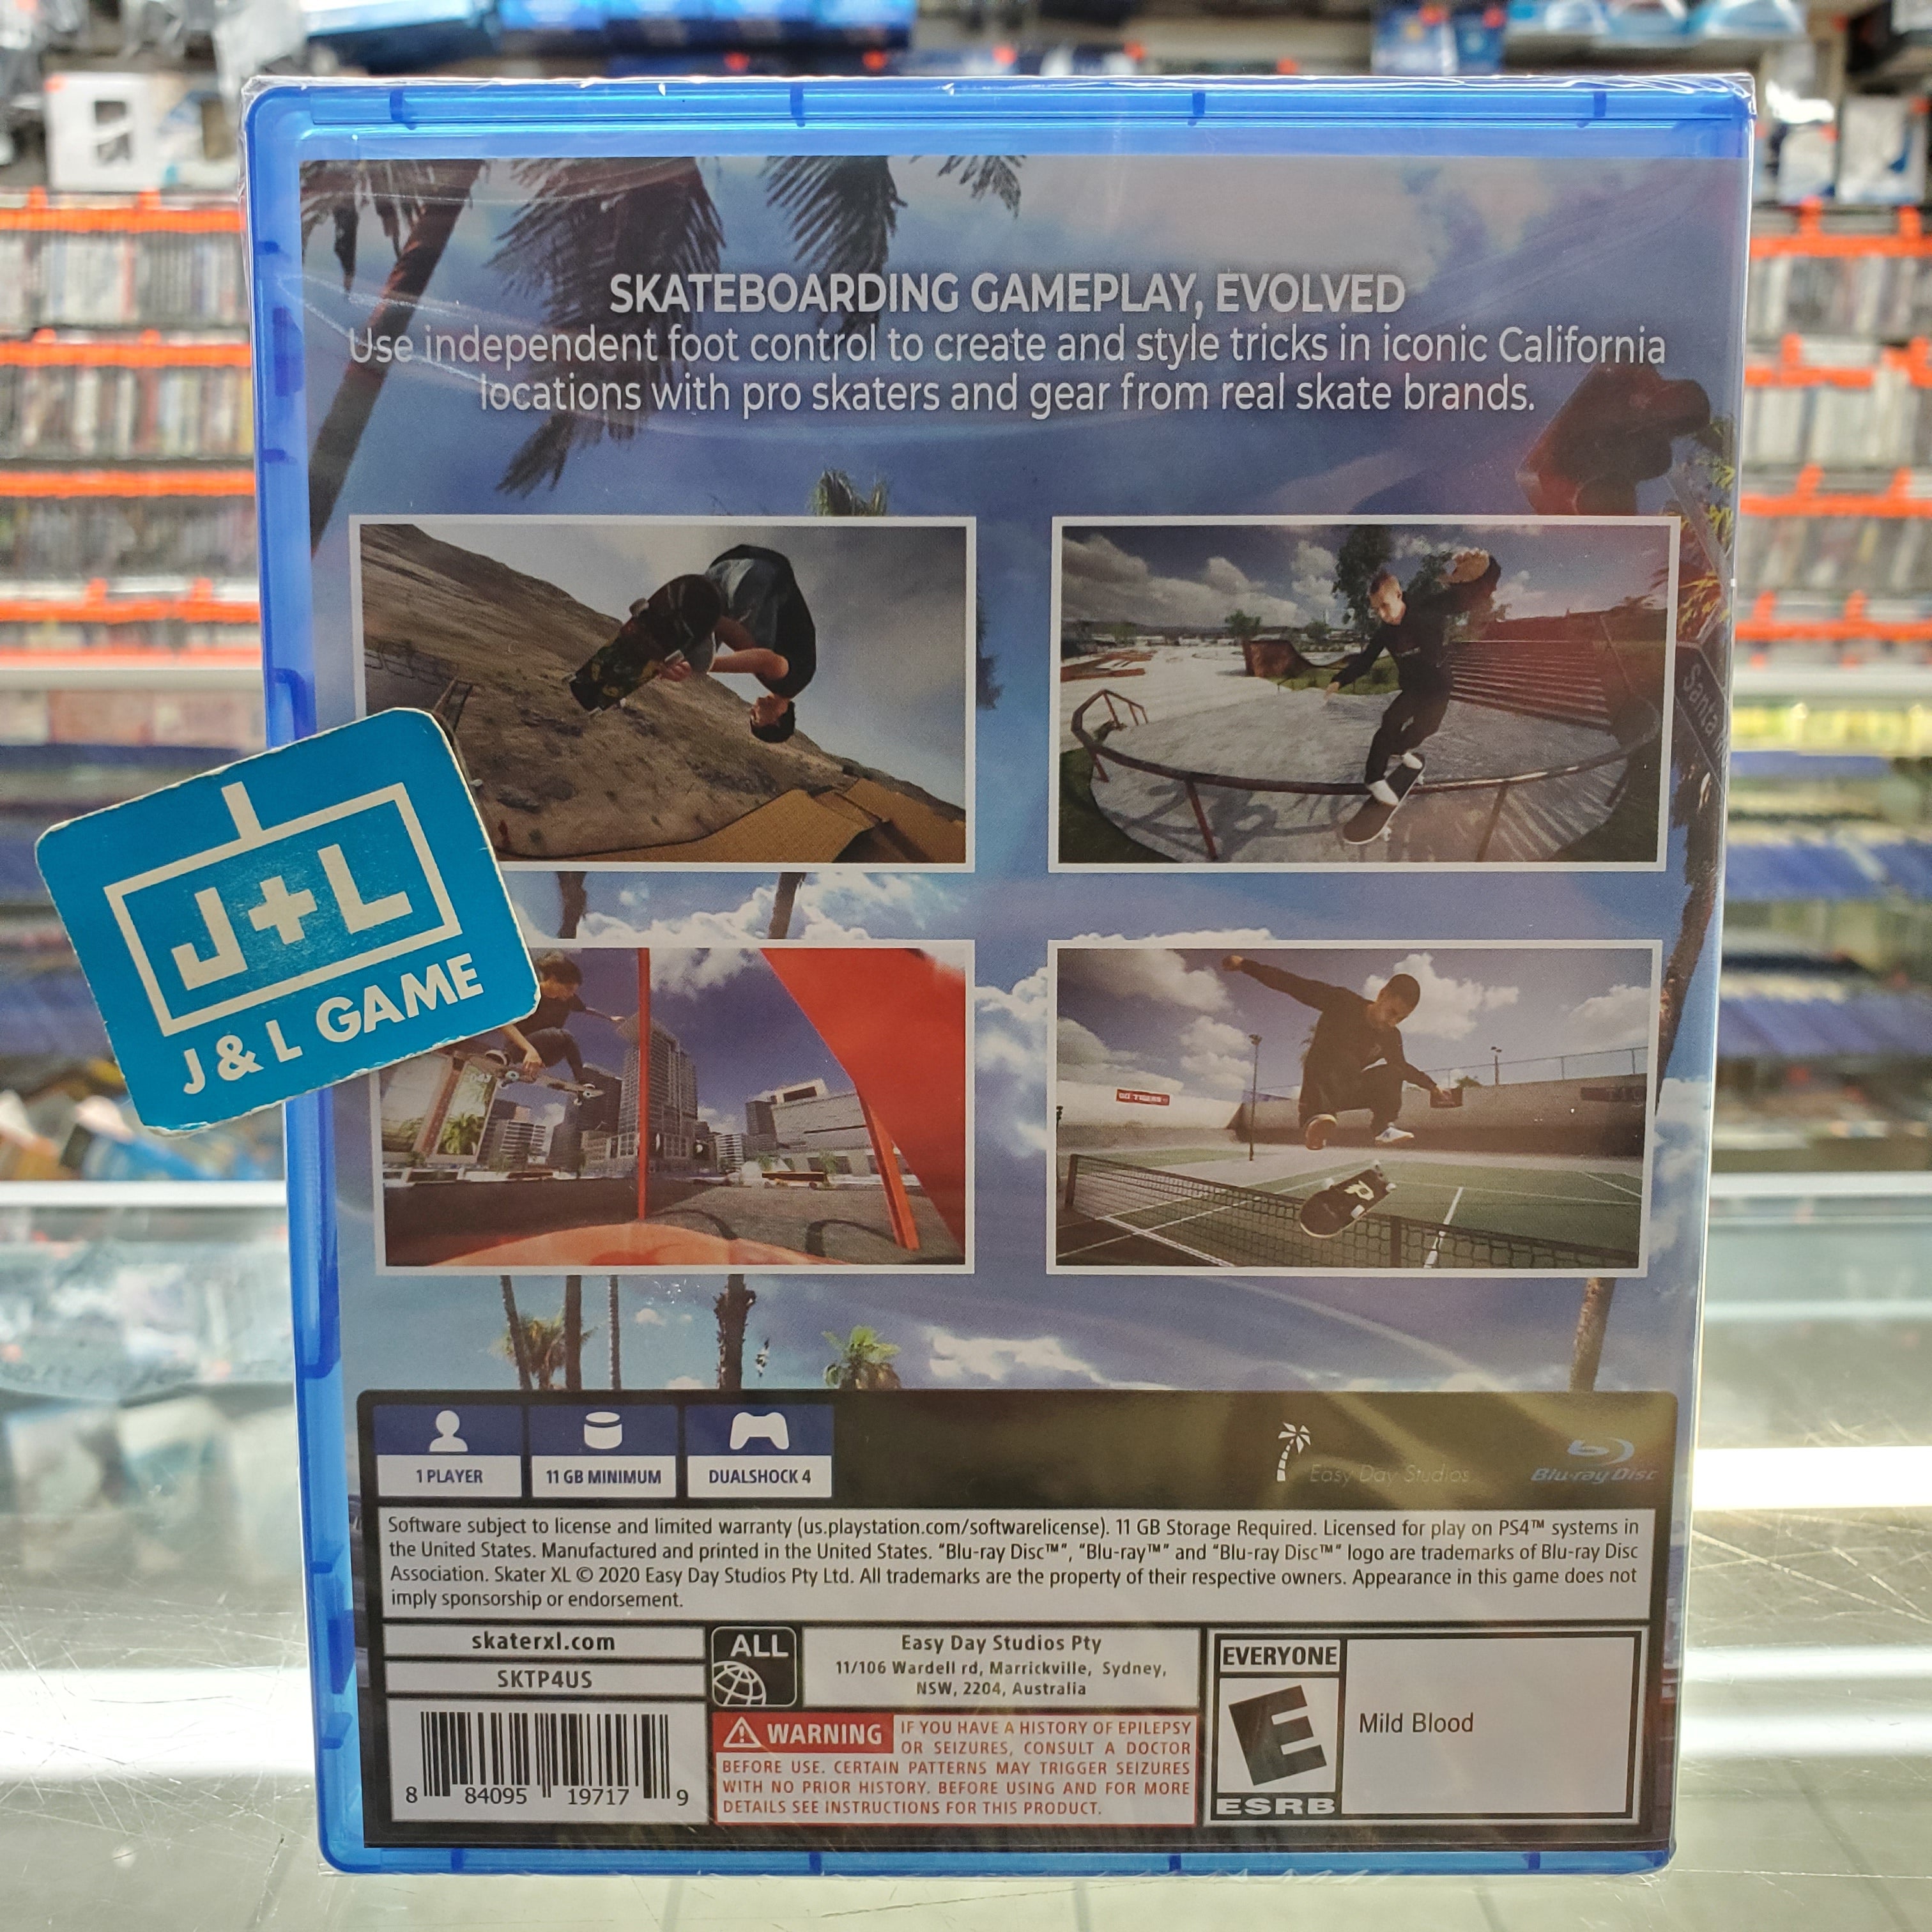 SKATEBOARDING GAMEPLAY, EVOLVED
Use independent foot control to create and style tricks in iconic California
locations with pro skaters and gear from real skate brands.
Santa
J+L
J & L GAME
GO TIGERS
1 PLAYER
11 GB MINIMUM
DUALSHOCK 4
Easy Day Studios
Blu-ray Disc
Software subject to license and limited warranty (us.playstation.com/softwarelicense). 11 GB Storage Required. Licensed for play on PS4™ systems in
the United States. Manufactured and printed in the United States. "Blu-ray Disc™", "Blu-ray™" and "Blu-ray Disc™" logo are trademarks of Blu-ray Disc
Association. Skater XL © 2020 Easy Day Studios Pty Ltd. All trademarks are the property of their respective owners. Appearance in this game does not
imply sponsorship or endorsement.
skaterxl.com
SKTP4US
8 84095 19717 9
ALL
Easy Day Studios Pty
11/106 Wardell rd, Marrickville, Sydney,
NSW, 2204, Australia
WARNING IF YOU HAVE A HISTORY OF EPILEPSY
OR SEIZURES, CONSULT A DOCTOR
BEFORE USE. CERTAIN PATTERNS MAY TRIGGER SEIZURES
WITH NO PRIOR HISTORY. BEFORE USING AND FOR MORE
DETAILS SEE INSTRUCTIONS FOR THIS PRODUCT.
EVERYONE
E
ESRB
Mild Blood